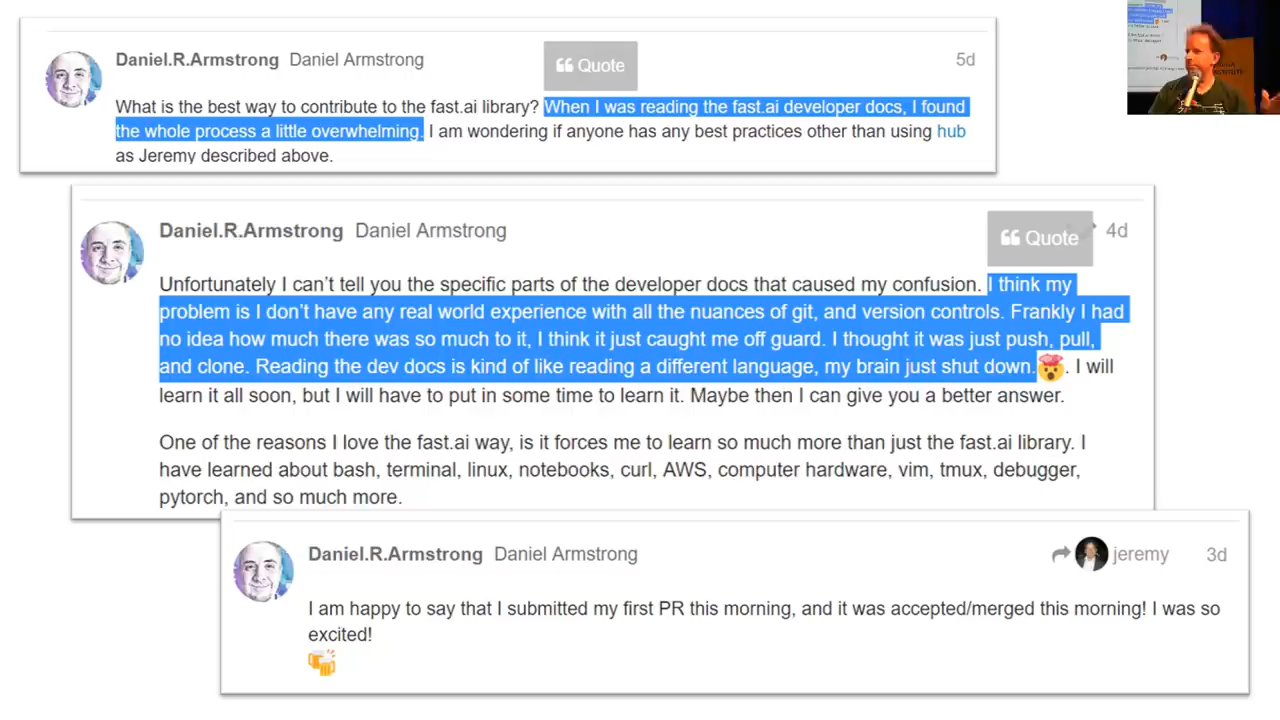 Daniel.R.Armstrong Daniel Armstrong Quote 5d
What is the best way to contribute to the fast.ai library? When I was reading the fast.ai developer docs, I found
the whole process a little overwhelming. I am wondering if anyone has any best practices other than using hub
as Jeremy described above.
Daniel.R.Armstrong Daniel Armstrong Quote 4d
Unfortunately I can't tell you the specific parts of the developer docs that caused my confusion. I think my
problem is I don't have any real world experience with all the nuances of git, and version controls. Frankly I had
no idea how much there was so much to it, I think it just caught me off guard. I thought it was just push, pull,
and clone. Reading the dev docs is kind of like reading a different language, my brain just shut down.🤯. I will
learn it all soon, but I will have to put in some time to learn it. Maybe then I can give you a better answer.
One of the reasons I love the fast.ai way, is it forces me to learn so much more than just the fast.ai library. I
have learned about bash, terminal, linux, notebooks, curl, AWS, computer hardware, vim, tmux, debugger,
pytorch, and so much more.
Daniel.R.Armstrong Daniel Armstrong jeremy 3d
I am happy to say that I submitted my first PR this morning, and it was accepted/merged this morning! I was so
excited!
🍻